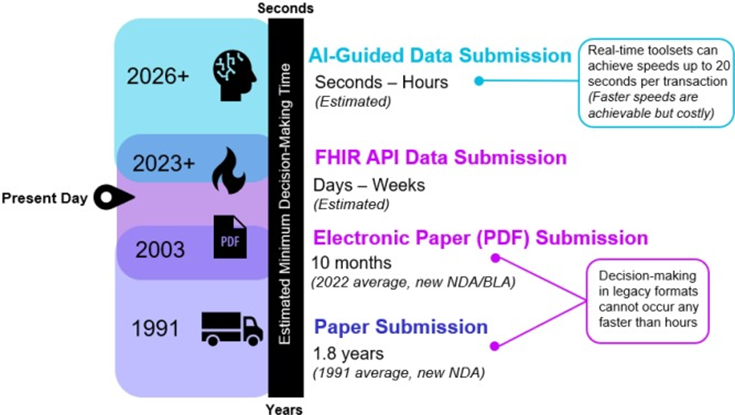 Seconds
2026+
AI-Guided Data Submission
Seconds – Hours
(Estimated)
Real-time toolsets can
achieve speeds up to 20
seconds per transaction
(Faster speeds are
achievable but costly)
Estimated Minimum Decision-Making Time
2023+
FHIR API Data Submission
Days – Weeks
(Estimated)
Present Day
PDF
2003
Electronic Paper (PDF) Submission
10 months
(2022 average, new NDA/BLA)
Decision-making
in legacy formats
cannot occur any
faster than hours
1991
Paper Submission
1.8 years
(1991 average, new NDA)
Years